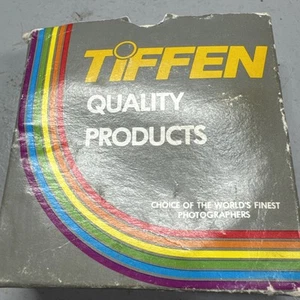 TiFFEN
QUALITY
PRODUCTS
CHOICE OF THE WORLD'S FINEST
PHOTOGRAPHERS